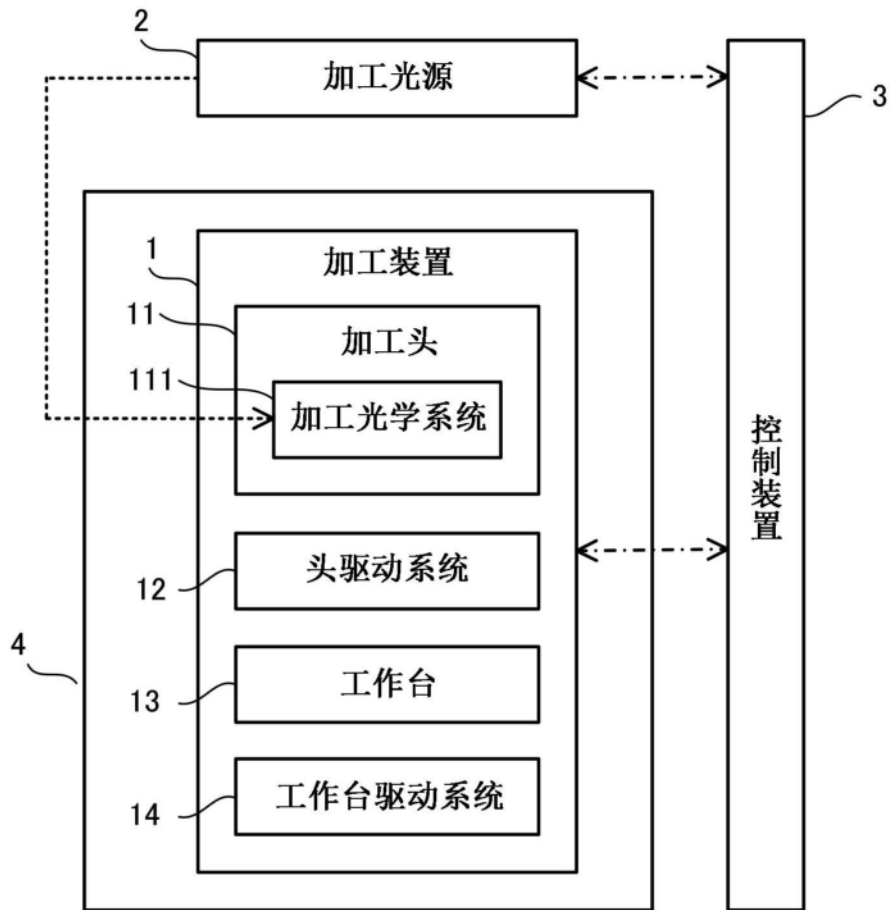 2
加工光源
3
1
加工装置
11
加工头
111
加工光学系统
控制装置
12
头驱动系统
4
13
工作台
14
工作台驱动系统